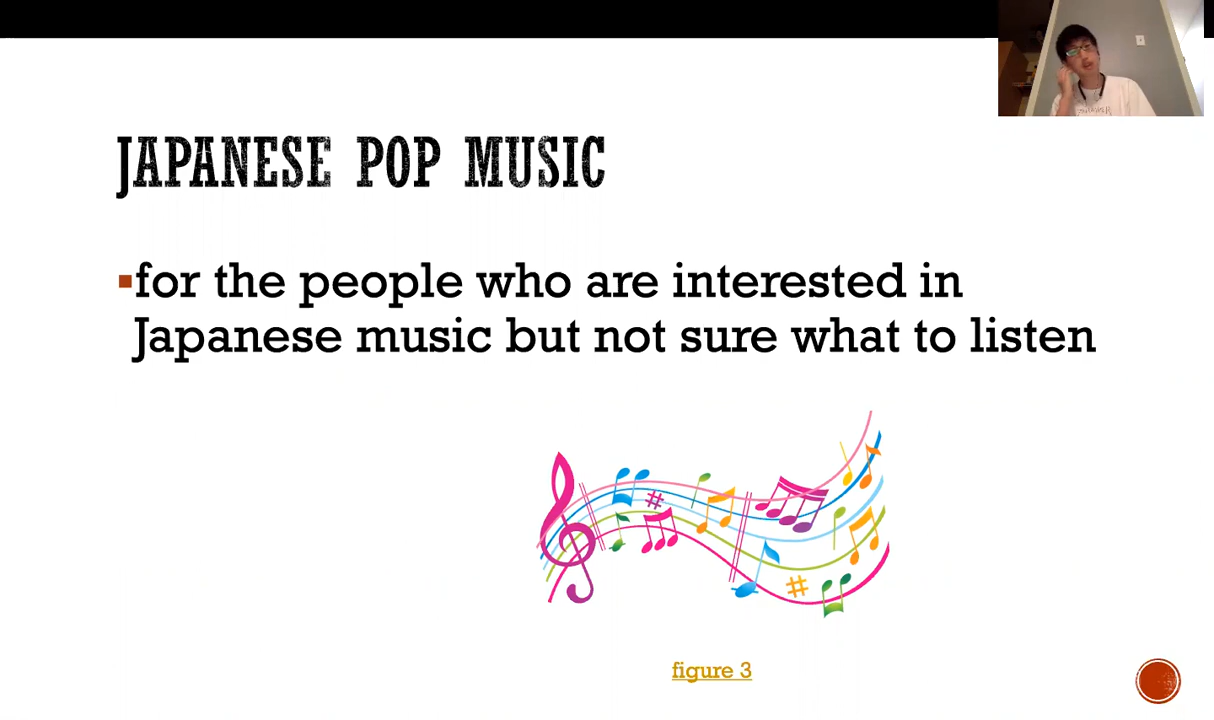 JAPANESE POP MUSIC
for the people who are interested in
Japanese music but not sure what to listen
figure 3